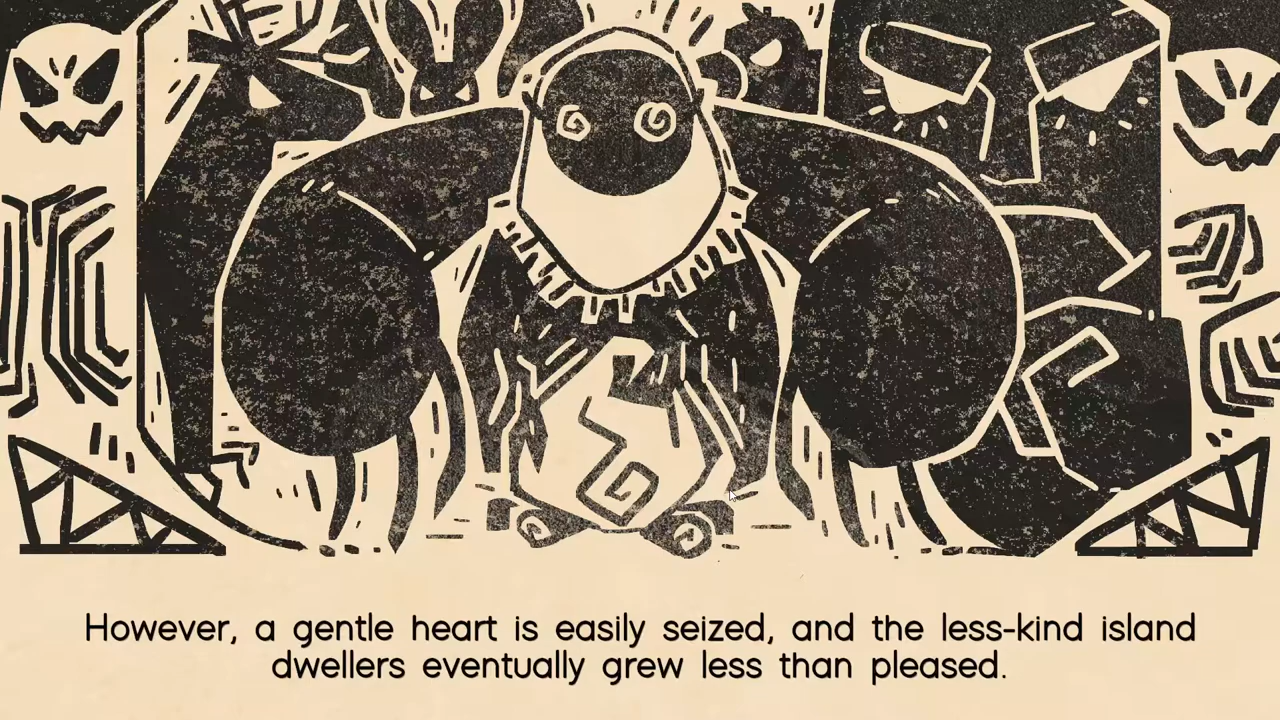 However, a gentle heart is easily seized, and the less-kind island
dwellers eventually grew less than pleased.